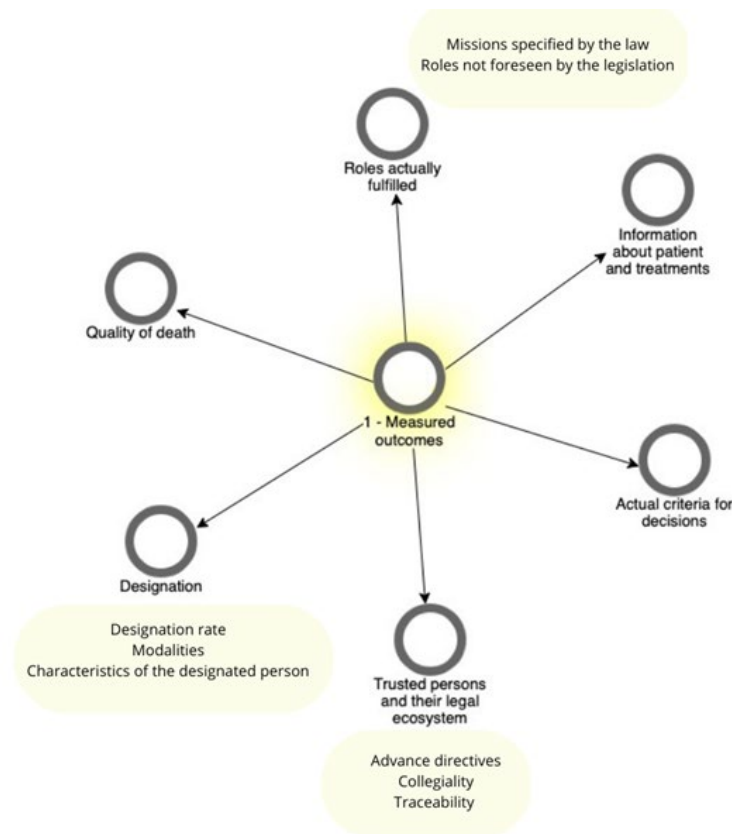 Missions specified by the law
Roles not foreseen by the legislation
Roles actually
fulfilled
Information
about patient
and treatments
Quality of death
1 - Measured
outcomes
Actual criteria for
decisions
Designation
Designation rate
Modalities
Characteristics of the designated person
Trusted persons
and their legal
ecosystem
Advance directives
Collegiality
Traceability